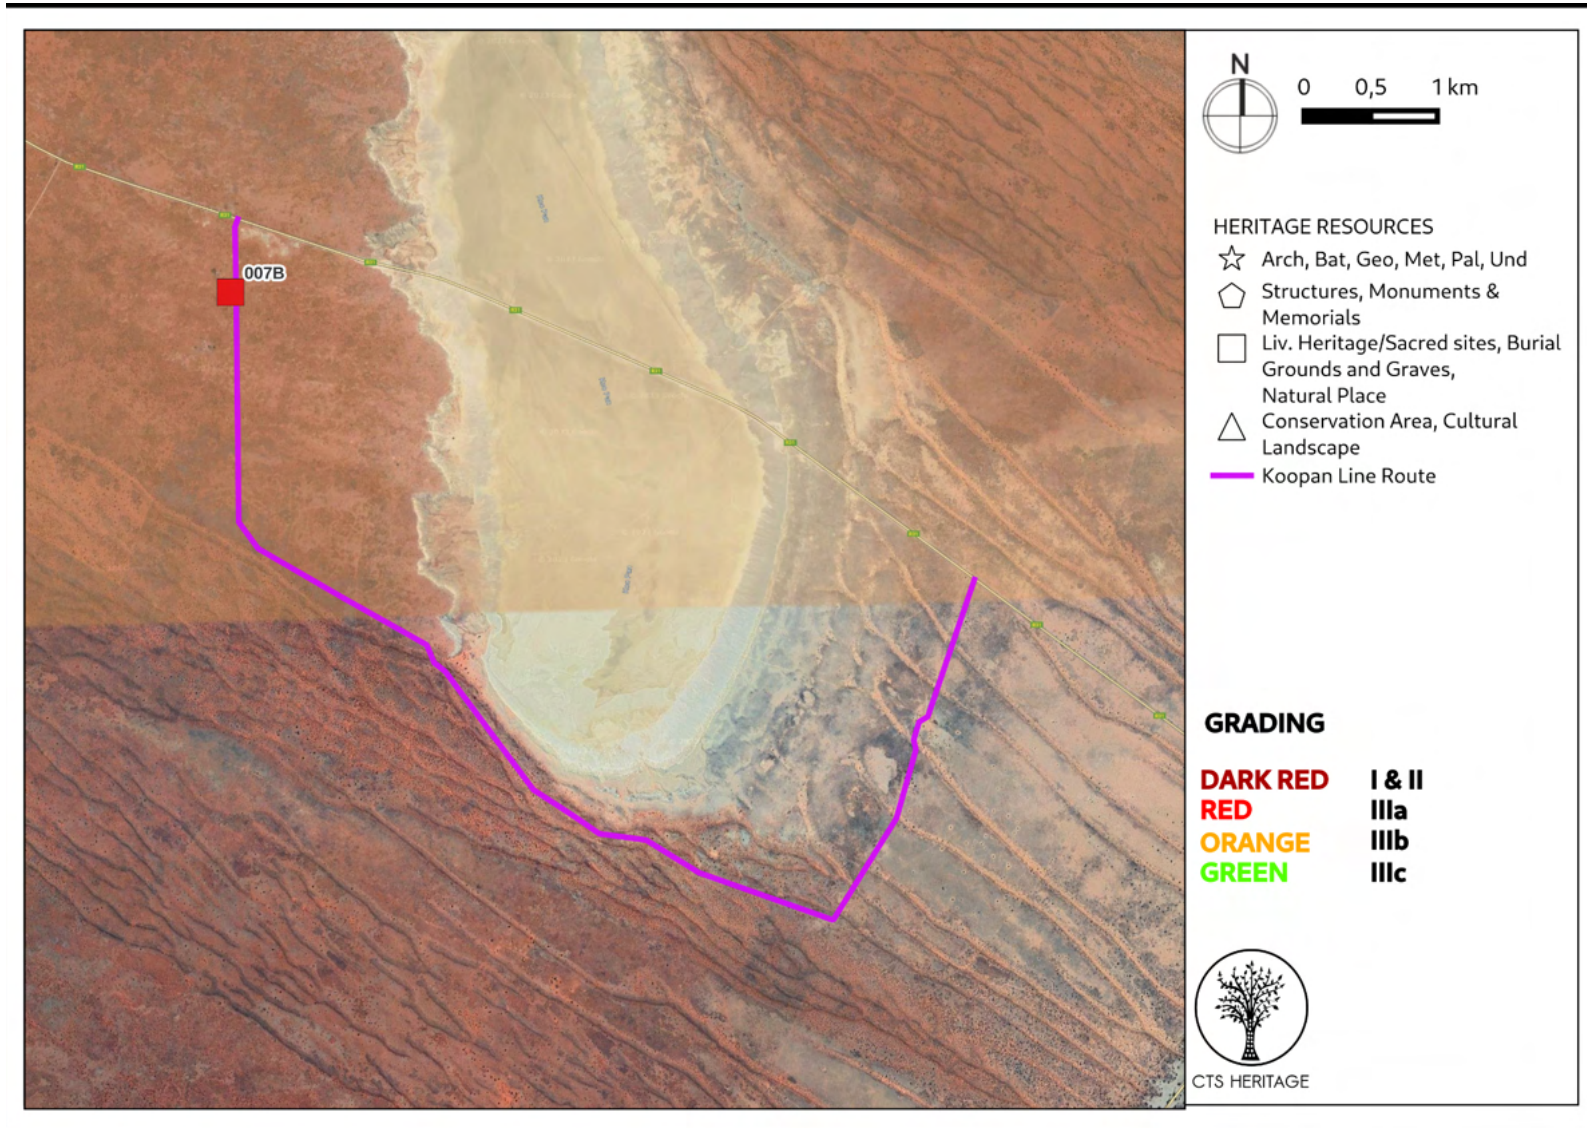 N
0 0,5 1 km
007B
HERITAGE RESOURCES
Arch, Bat, Geo, Met, Pal, Und
Structures, Monuments &
Memorials
Liv. Heritage/Sacred sites, Burial
Grounds and Graves,
Natural Place
Conservation Area, Cultural
Landscape
Koopan Line Route
GRADING
DARK RED I & II
RED IIIa
ORANGE IIIb
GREEN IIIc
CTS HERITAGE